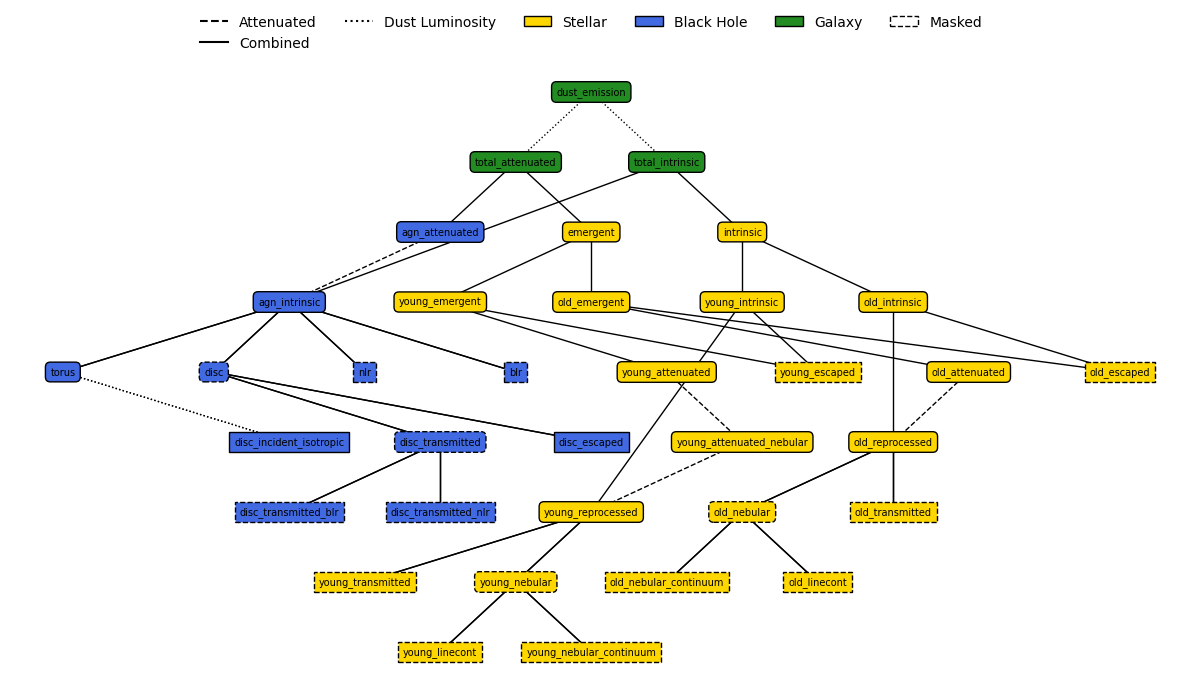 Attenuated
Dust Luminosity
Stellar
Black Hole
Galaxy
Masked
Combined
dust_emission
total_attenuated
total_intrinsic
agn_attenuated
emergent
intrinsic
agn_intrinsic
young_emergent
old_emergent
young_intrinsic
old_intrinsic
torus
disc
nlr
blr
young_attenuated
young_escaped
old_attenuated
old_escaped
disc_incident_isotropic
disc_transmitted
disc_escaped
young_attenuated_nebular
old_reprocessed
disc_transmitted_blr
disc_transmitted_nlr
young_reprocessed
old_nebular
old_transmitted
young_transmitted
young_nebular
old_nebular_continuum
old_linecont
young_linecont
young_nebular_continuum